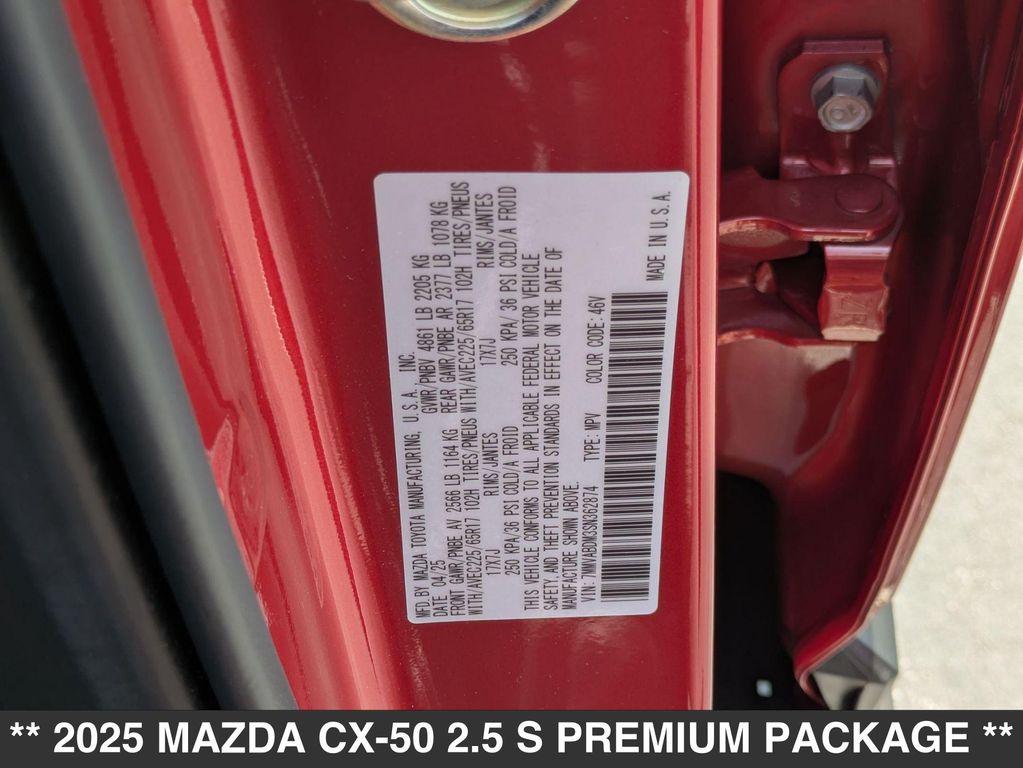 MFD.BY MAZDA TOYOTA MANUFACTURING, U.S.A, INC.
DATE 04/25 GVWR/PNBV 4861 LB 2205 KG
FRONT GAWR/PNBE AV 2566 LB 1164 KG REAR GAWR/PNBE AR 2377 LB 1078 KG
WITH/AVEC225/65R17 102H TIRES/PNEUS WITH/AVEC225/65R17 102H TIRES/PNEUS
17X7J RIMS/JANTES 17X7J RIMS/JANTES
250 KPA/36 PSI COLD/A FROID 250 KPA/ 36 PSI COLD/A FROID
THIS VEHICLE CONFORMS TO ALL APPLICABLE FEDERAL MOTOR VEHICLE
SAFETY, AND THEFT PREVENTION STANDARDS IN EFFECT ON THE DATE OF
MANUFACTURE SHOWN ABOVE.
VIN: 7MMVABDM3SN362874 TYPE: MPV COLOR CODE: 46V
MADE IN U.S.A.
** 2025 MAZDA CX-50 2.5 S PREMIUM PACKAGE **